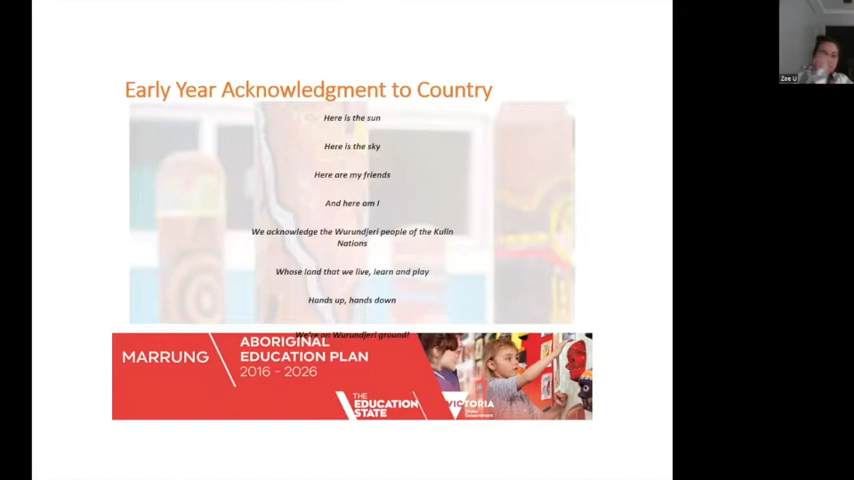 Early Year Acknowledgment to Country
Here is the sun
Here is the sky
Here are my friends
And here am I
We acknowledge the Wurundjeri people of the Kulin
Nations
Whose land that we live, learn and play
Hands up, hands down
We're on Wurundjeri ground!
MARRUNG
ABORIGINAL
EDUCATION PLAN
2016 - 2026
THE
EDUCATION
STATE
VICTORIA
State
Government
Zoe U